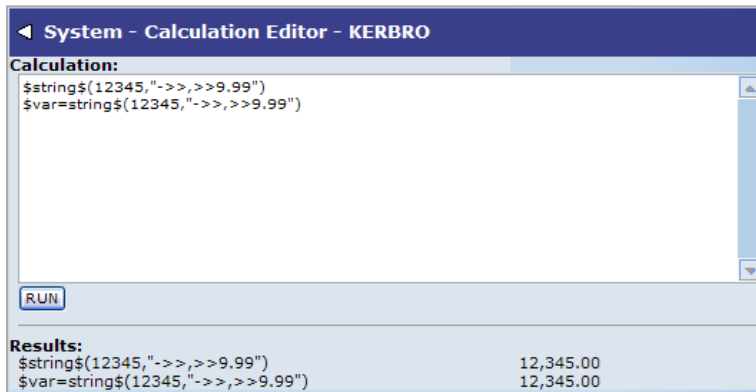 System - Calculation Editor - KERBRO
Calculation:
$string$(12345,"->>,>>9.99")
$var=string$(12345,"->>,>>9.99")
RUN
Results:
$string$(12345,"->>,>>9.99") 12,345.00
$var=string$(12345,"->>,>>9.99") 12,345.00